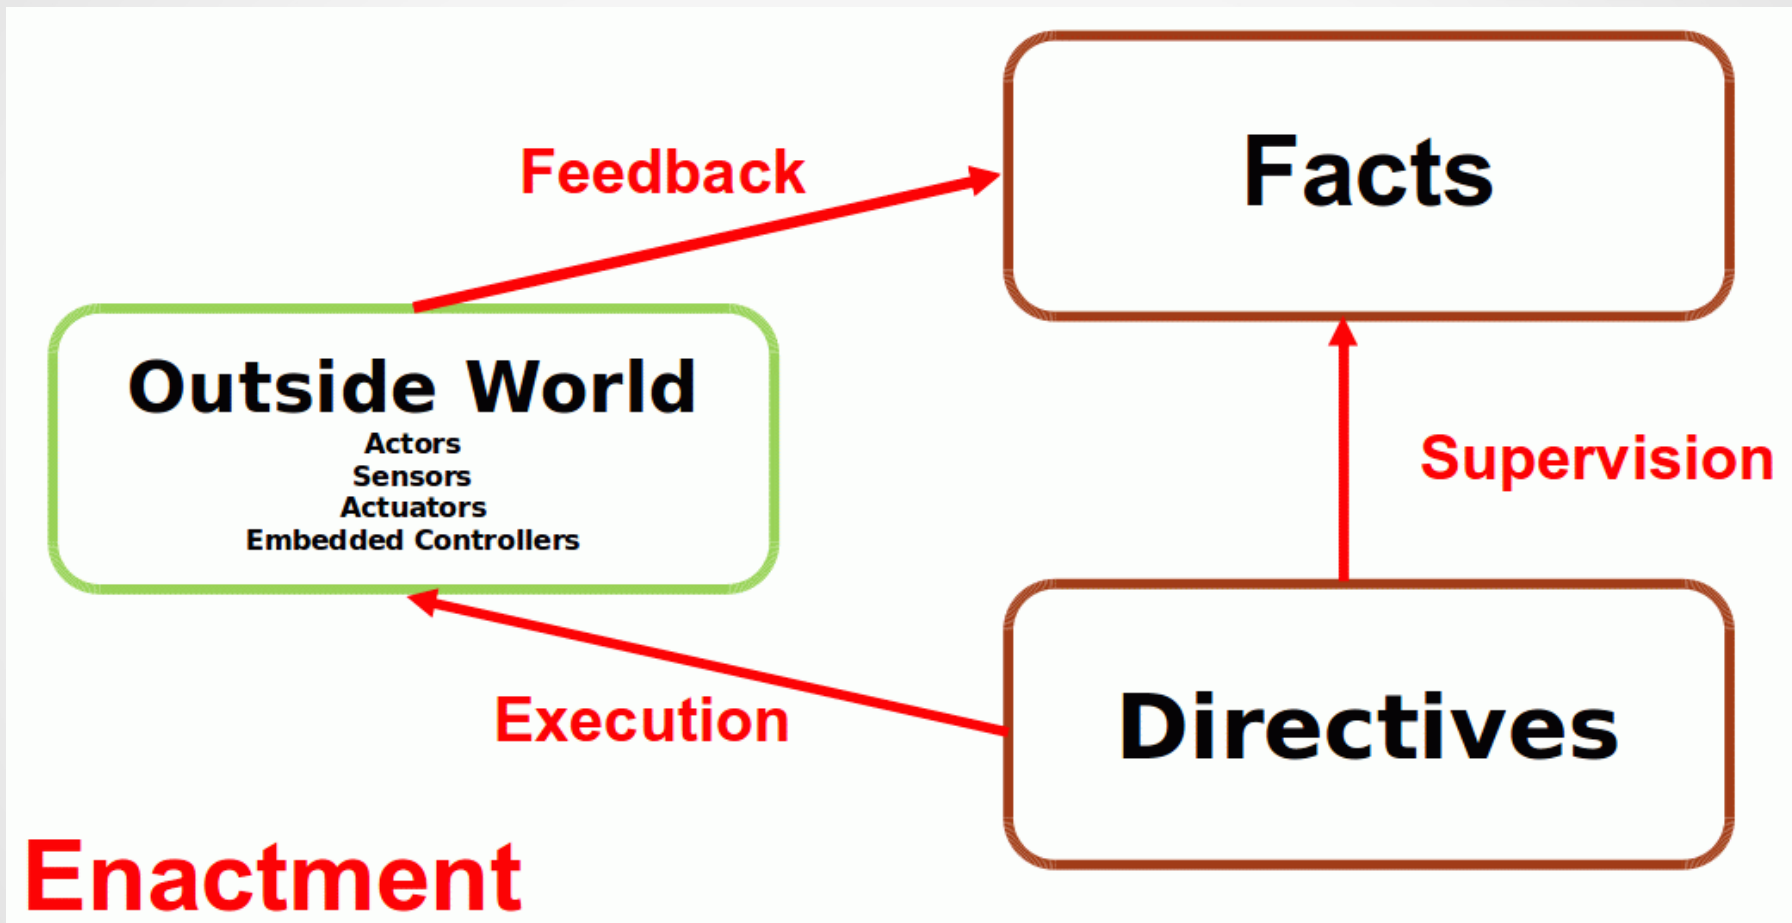 Feedback
Facts
Outside World
Actors
Sensors
Actuators
Embedded Controllers
Supervision
Execution
Directives
Enactment